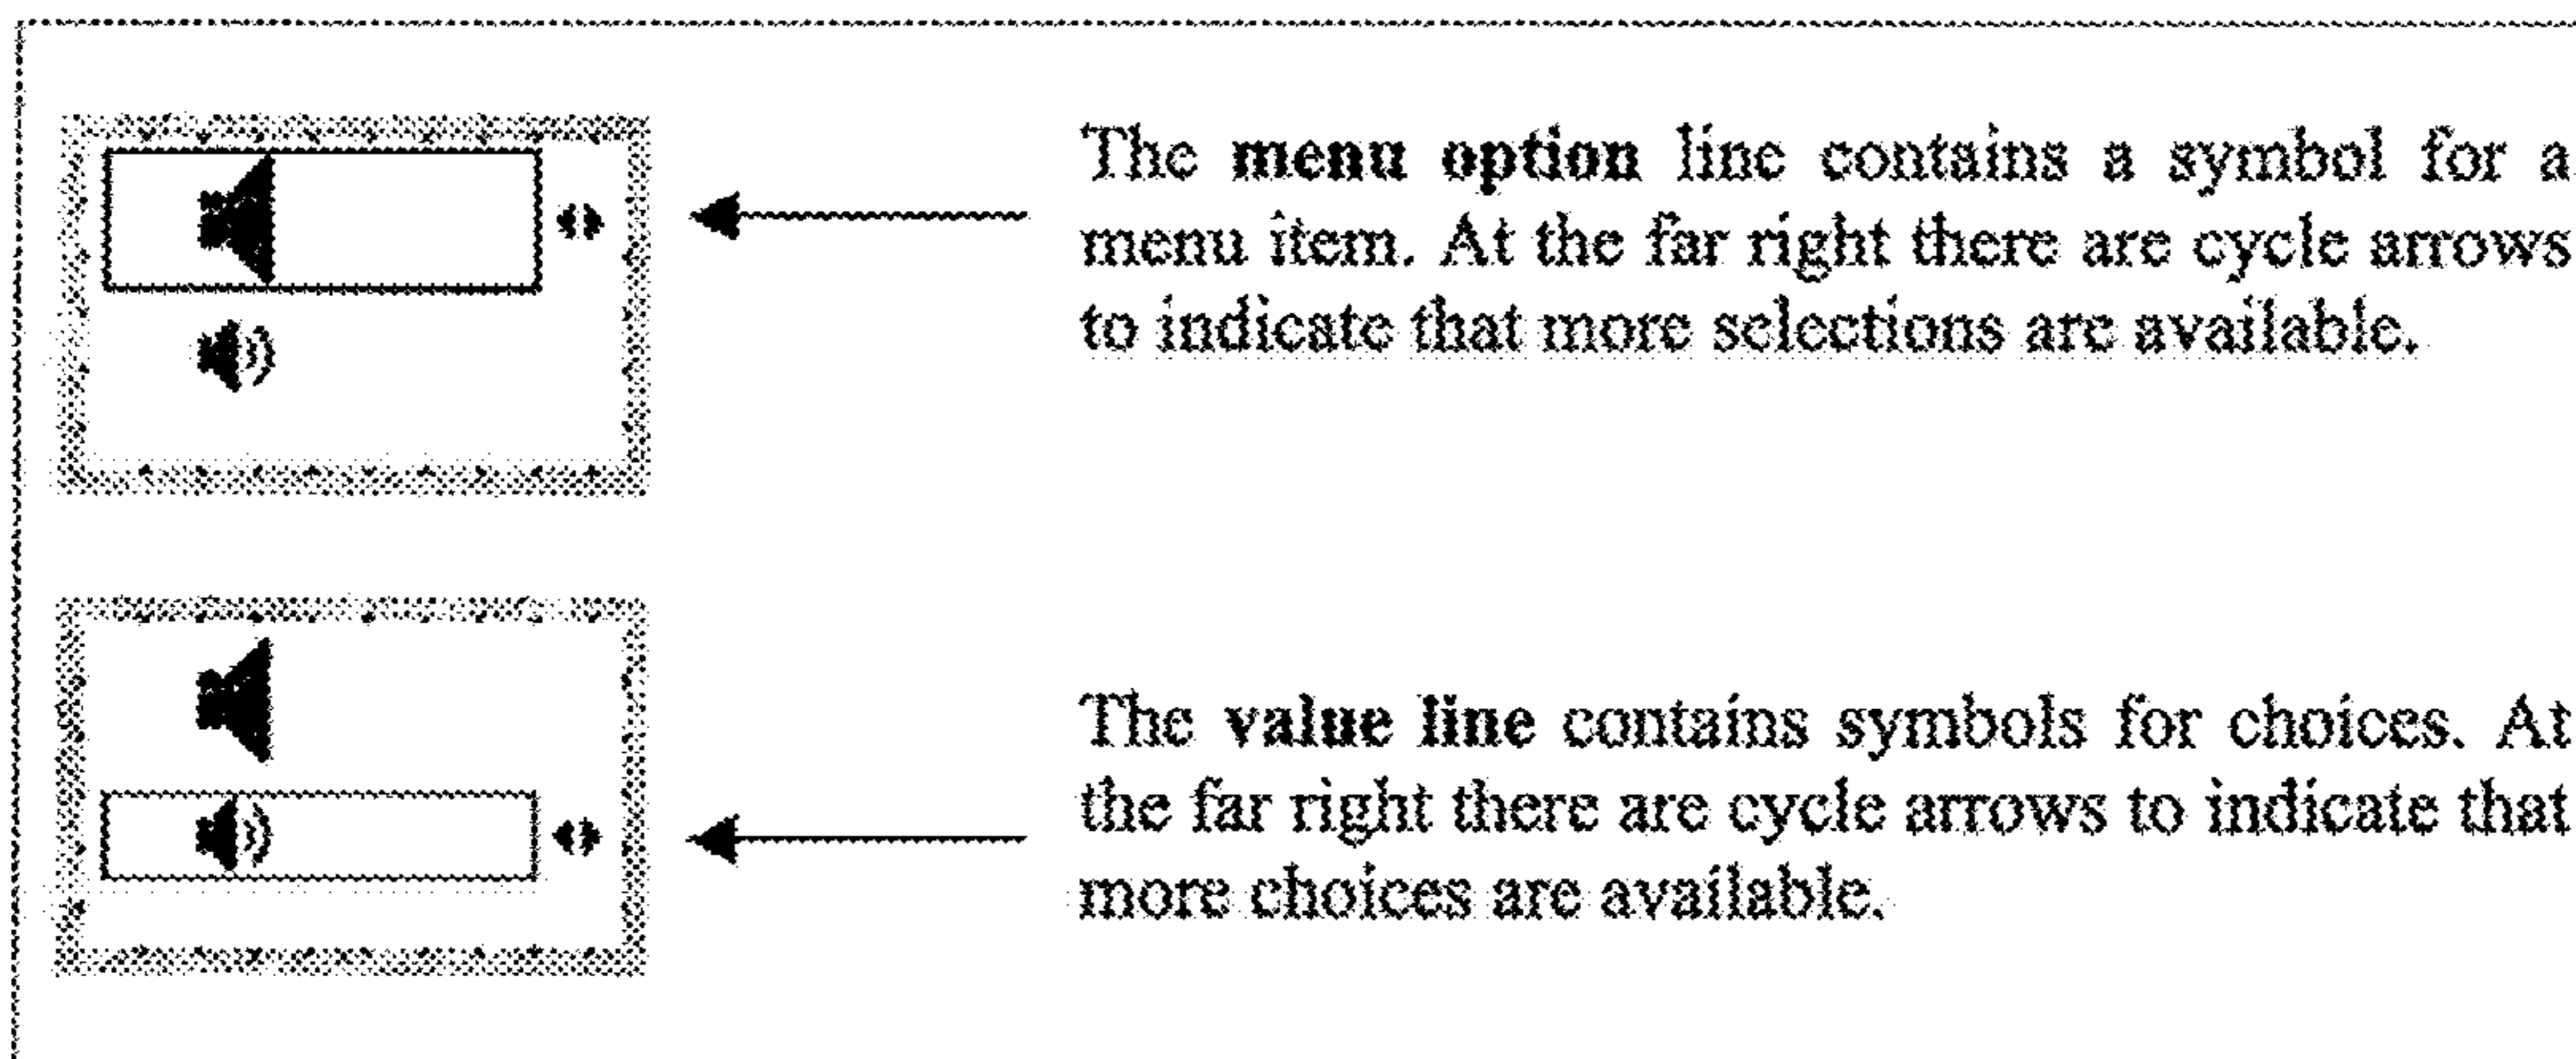 The menu option line contains a symbol for a
menu item. At the far right there are cycle arrows
to indicate that more selections are available.
The value line contains symbols for choices. At
the far right there are cycle arrows to indicate that
more choices are available.